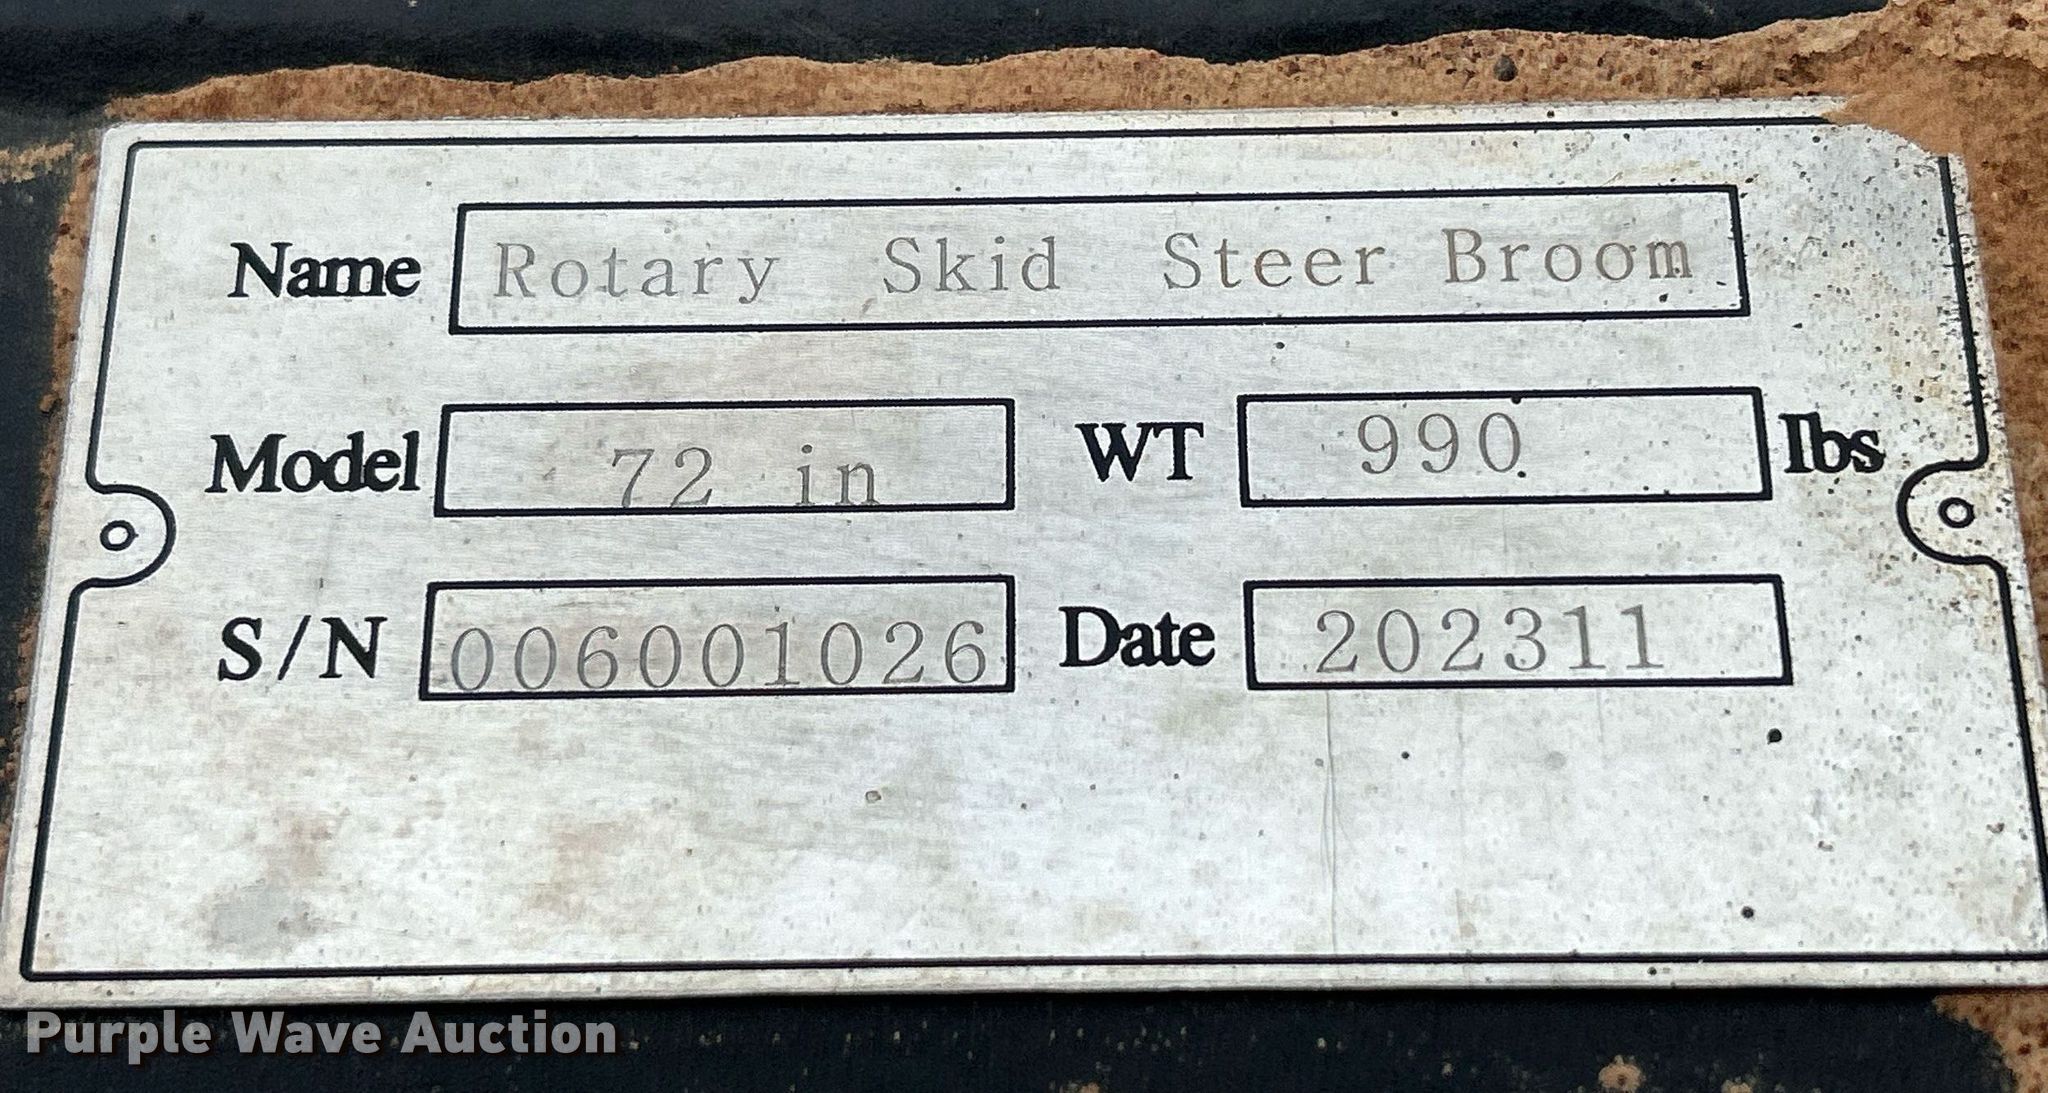 Name Rotary Skid Steer Broom
Model 72 in WT 990 lbs
S/N 006001026 Date 202311
Purple Wave Auction